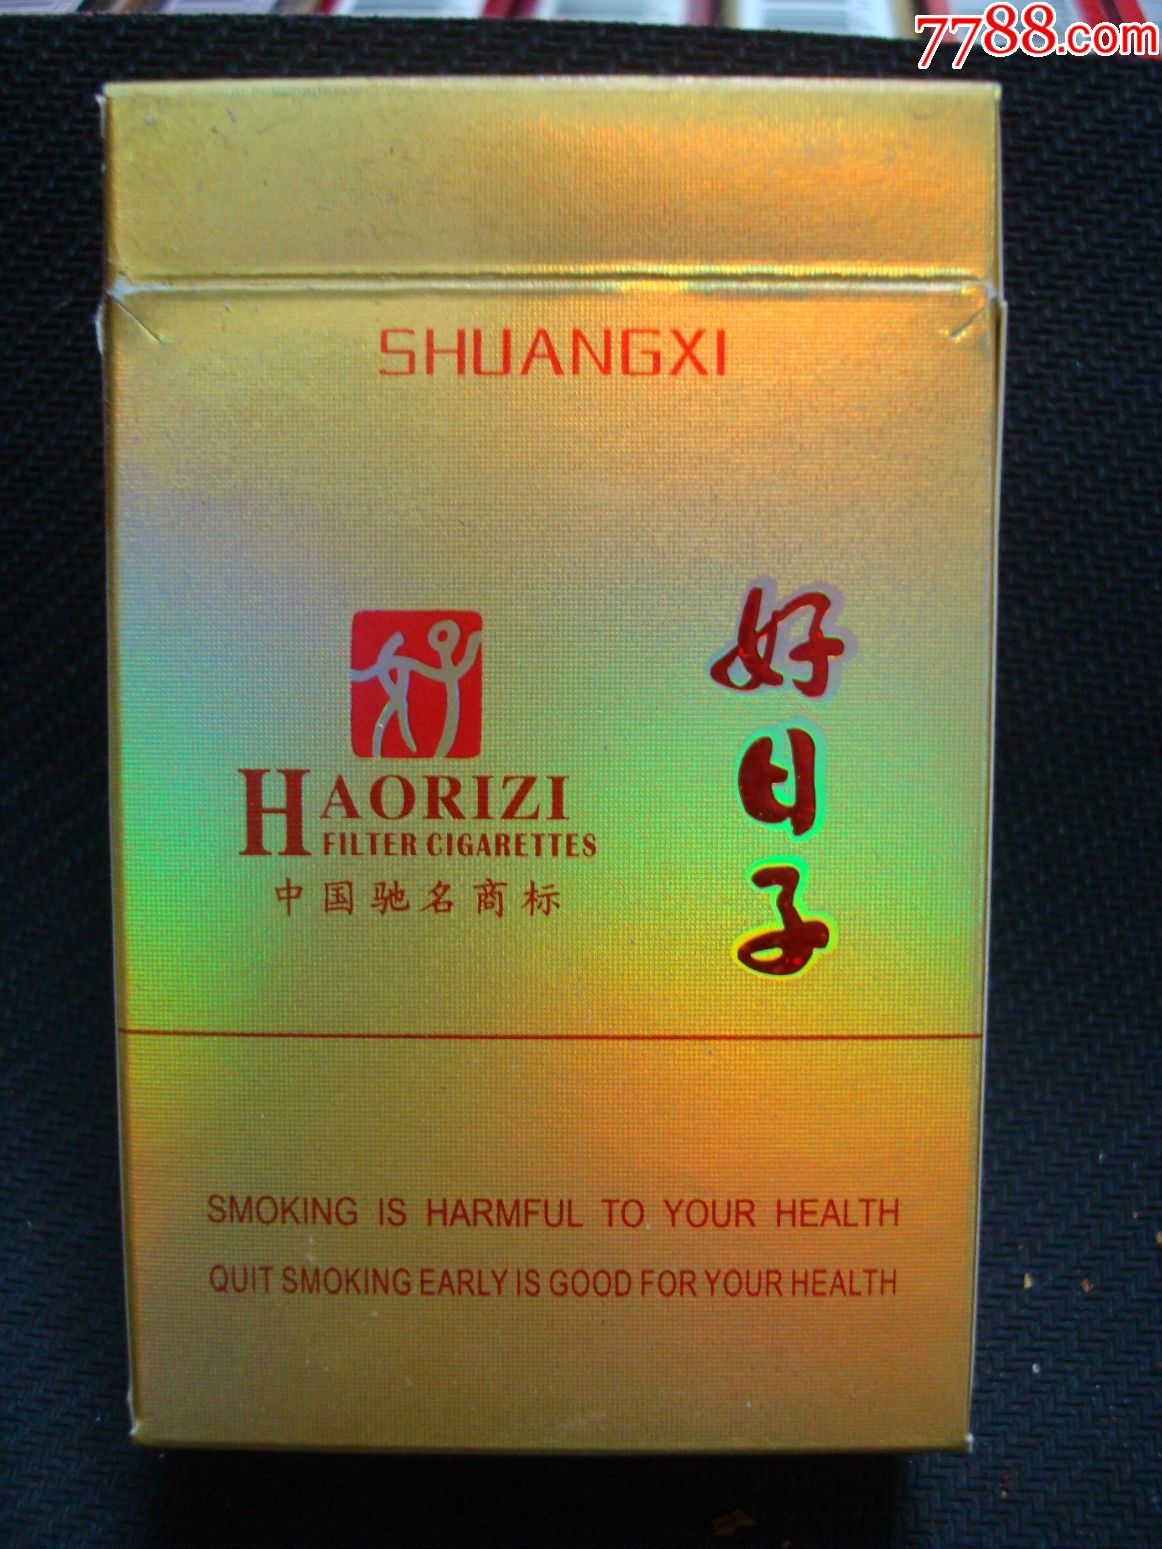 7788.com
SHUANGXI
好日子
HAORIZI
FILTER CIGARETTES
中国驰名商标
SMOKING IS HARMFUL TO YOUR HEALTH
QUIT SMOKING EARLY IS GOOD FOR YOUR HEALTH